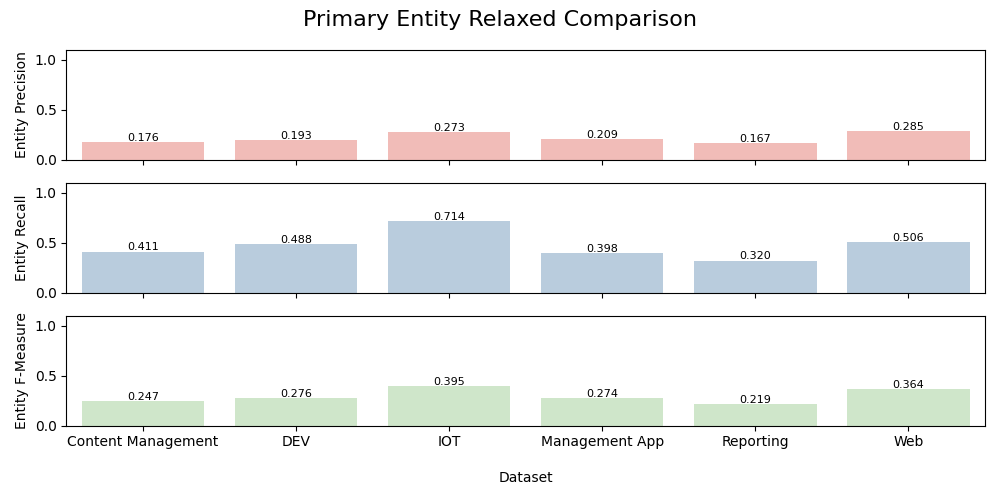 Primary Entity Relaxed Comparison
Entity Precision
1.0
0.5
0.0
0.176
0.193
0.273
0.209
0.167
0.285
Entity Recall
1.0
0.5
0.0
0.411
0.488
0.714
0.398
0.320
0.506
Entity F-Measure
1.0
0.5
0.0
0.247
0.276
0.395
0.274
0.219
0.364
Content Management
DEV
IOT
Management App
Reporting
Web
Dataset